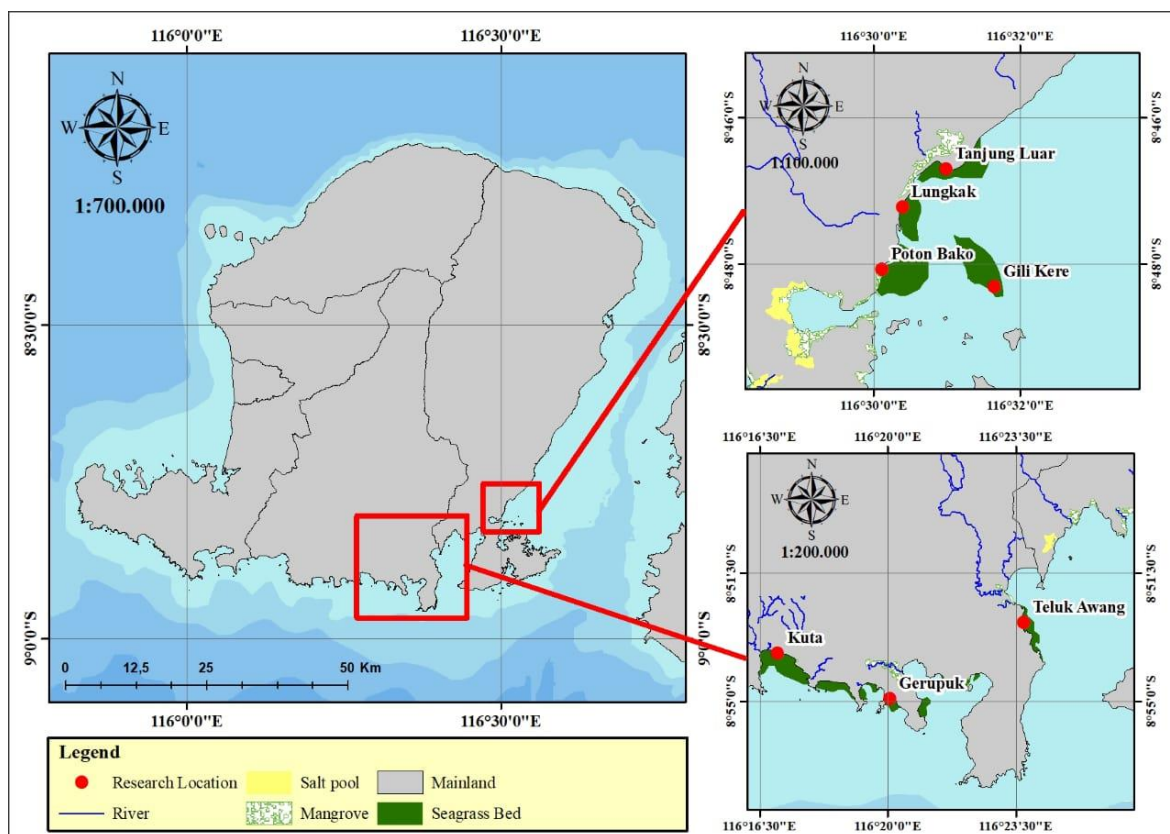 116°0'0"E 116°30'0"E
N
W E
S
1:700.000
8°30'0"S 8°30'0"S
9°0'0"S 9°0'0"S
0 12,5 25 50 Km
116°0'0"E 116°30'0"E
116°30'0"E 116°32'0"E
N
W E
S
1:100.000
8°46'0"S 8°46'0"S
Tanjung Luar
Lungkak
Poton Bako
Gili Kere
8°48'0"S 8°48'0"S
116°30'0"E 116°32'0"E
116°16'30"E 116°20'0"E 116°23'30"E
N
W E
S
1:200.000
8°51'30"S 8°51'30"S
Teluk Awang
Kuta
Gerupuk
8°55'0"S 8°55'0"S
116°16'30"E 116°20'0"E 116°23'30"E
Legend
Research Location Salt pool Mainland
River Mangrove Seagrass Bed